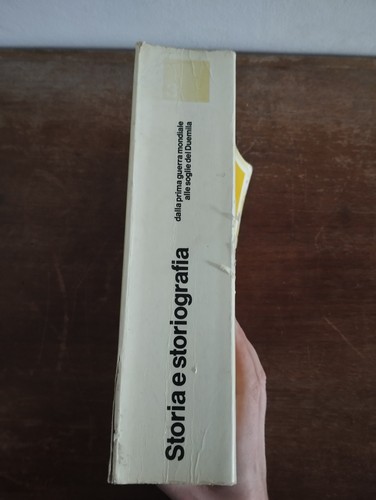 Storia e storiografia
dalla prima guerra mondiale
alle soglie del Duemila